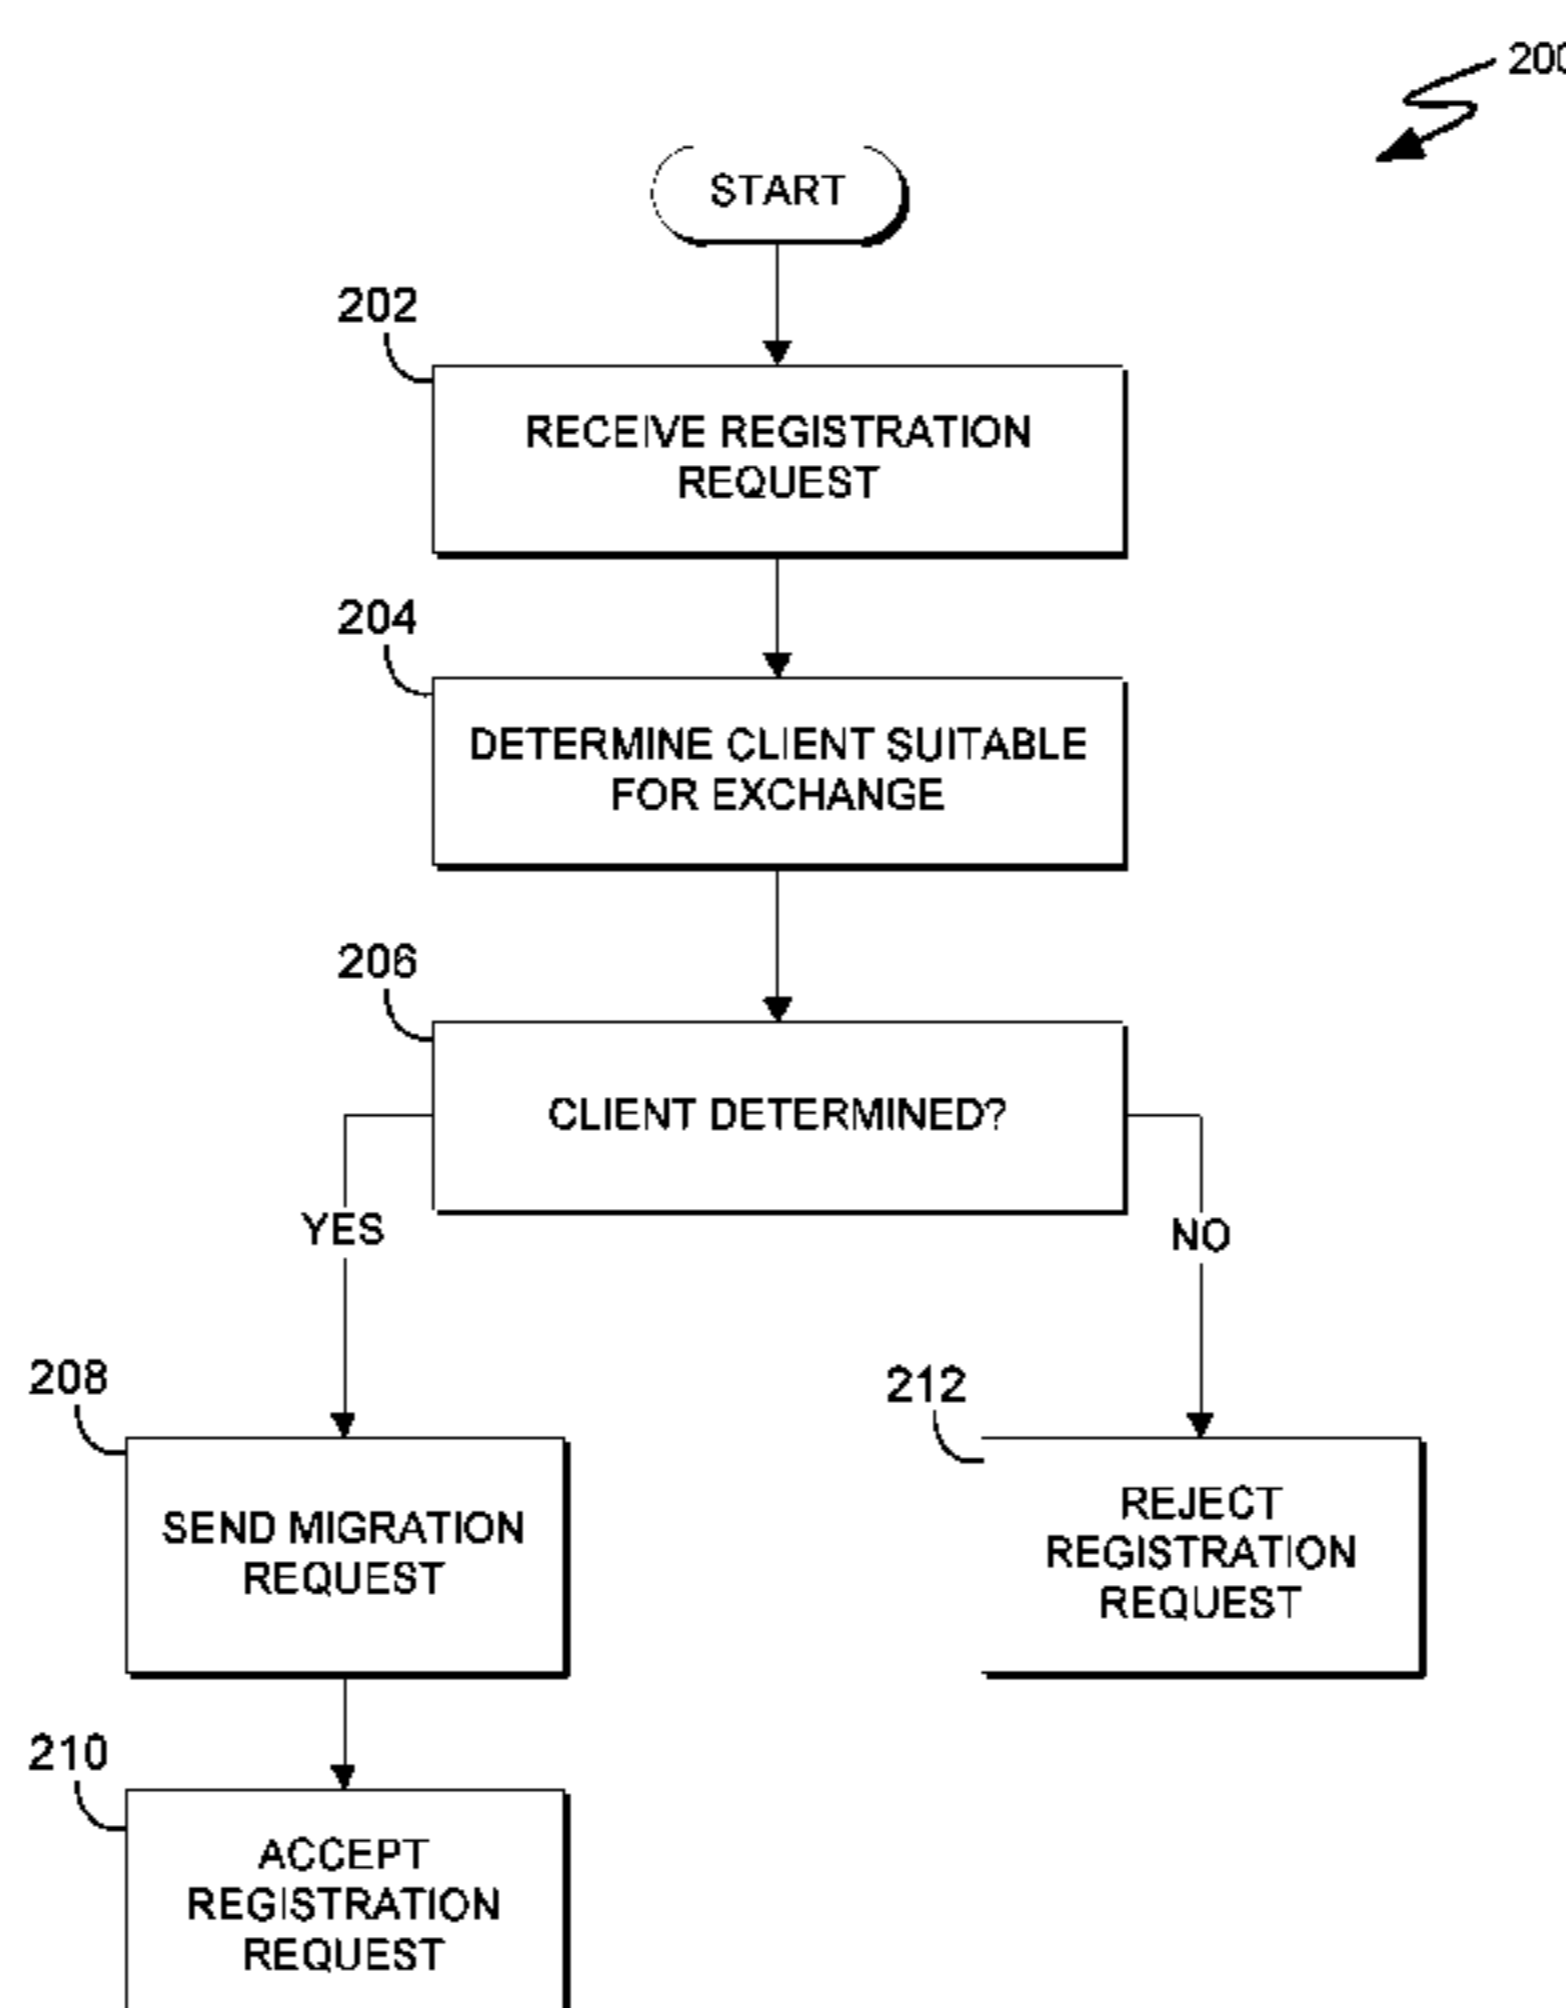 200
START
202
RECEIVE REGISTRATION
REQUEST
204
DETERMINE CLIENT SUITABLE
FOR EXCHANGE
206
CLIENT DETERMINED?
YES
NO
208
SEND MIGRATION
REQUEST
212
REJECT
REGISTRATION
REQUEST
210
ACCEPT
REGISTRATION
REQUEST